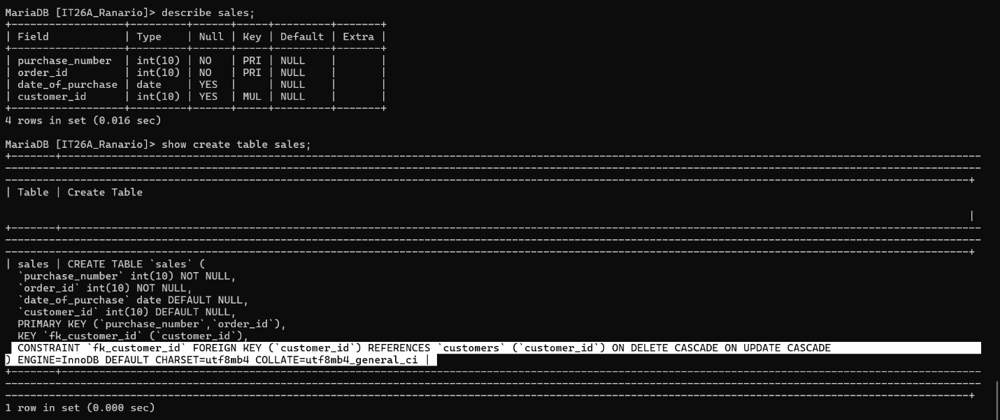 MariaDB [IT26A_Ranario]> describe sales;
+------------------+---------+------+-----+---------+-------+
| Field            | Type    | Null | Key | Default | Extra |
+------------------+---------+------+-----+---------+-------+
| purchase_number  | int(10) | NO   | PRI | NULL    |       |
| order_id         | int(10) | NO   | PRI | NULL    |       |
| date_of_purchase | date    | YES  |     | NULL    |       |
| customer_id      | int(10) | YES  | MUL | NULL    |       |
+------------------+---------+------+-----+---------+-------+
4 rows in set (0.016 sec)
MariaDB [IT26A_Ranario]> show create table sales;
| Table | Create Table
|
| sales | CREATE TABLE `sales` (
  `purchase_number` int(10) NOT NULL,
  `order_id` int(10) NOT NULL,
  `date_of_purchase` date DEFAULT NULL,
  `customer_id` int(10) DEFAULT NULL,
  PRIMARY KEY (`purchase_number`,`order_id`),
  KEY `fk_customer_id` (`customer_id`),
  CONSTRAINT `fk_customer_id` FOREIGN KEY (`customer_id`) REFERENCES `customers` (`customer_id`) ON DELETE CASCADE ON UPDATE CASCADE
) ENGINE=InnoDB DEFAULT CHARSET=utf8mb4 COLLATE=utf8mb4_general_ci |
1 row in set (0.000 sec)